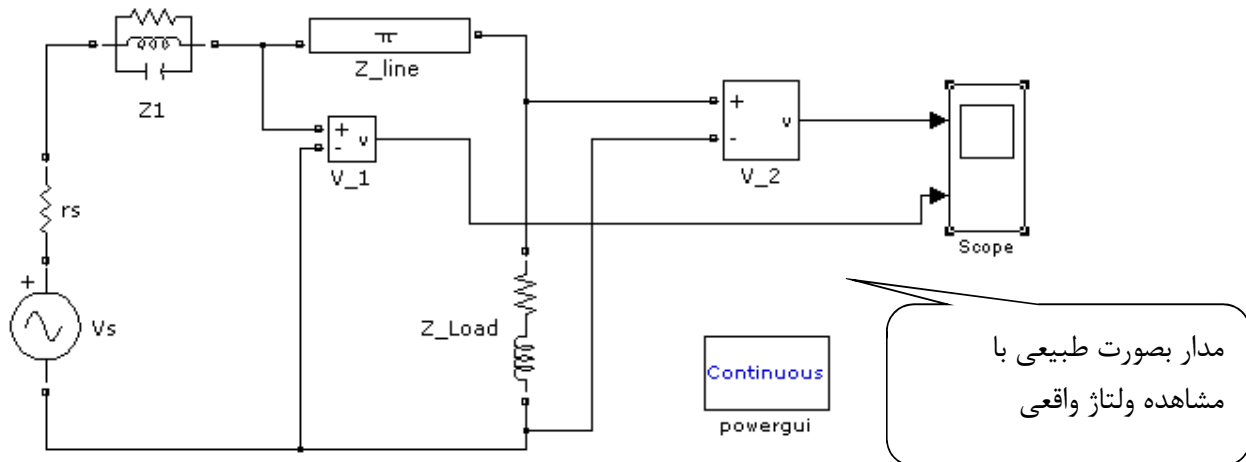 π
Z_line
Z1
+
-
v
V_1
+
-
v
V_2
Scope
rs
+
Vs
Z_Load
Continuous
powergui
مدار بصورت طبیعی با
مشاهده ولتاژ واقعی